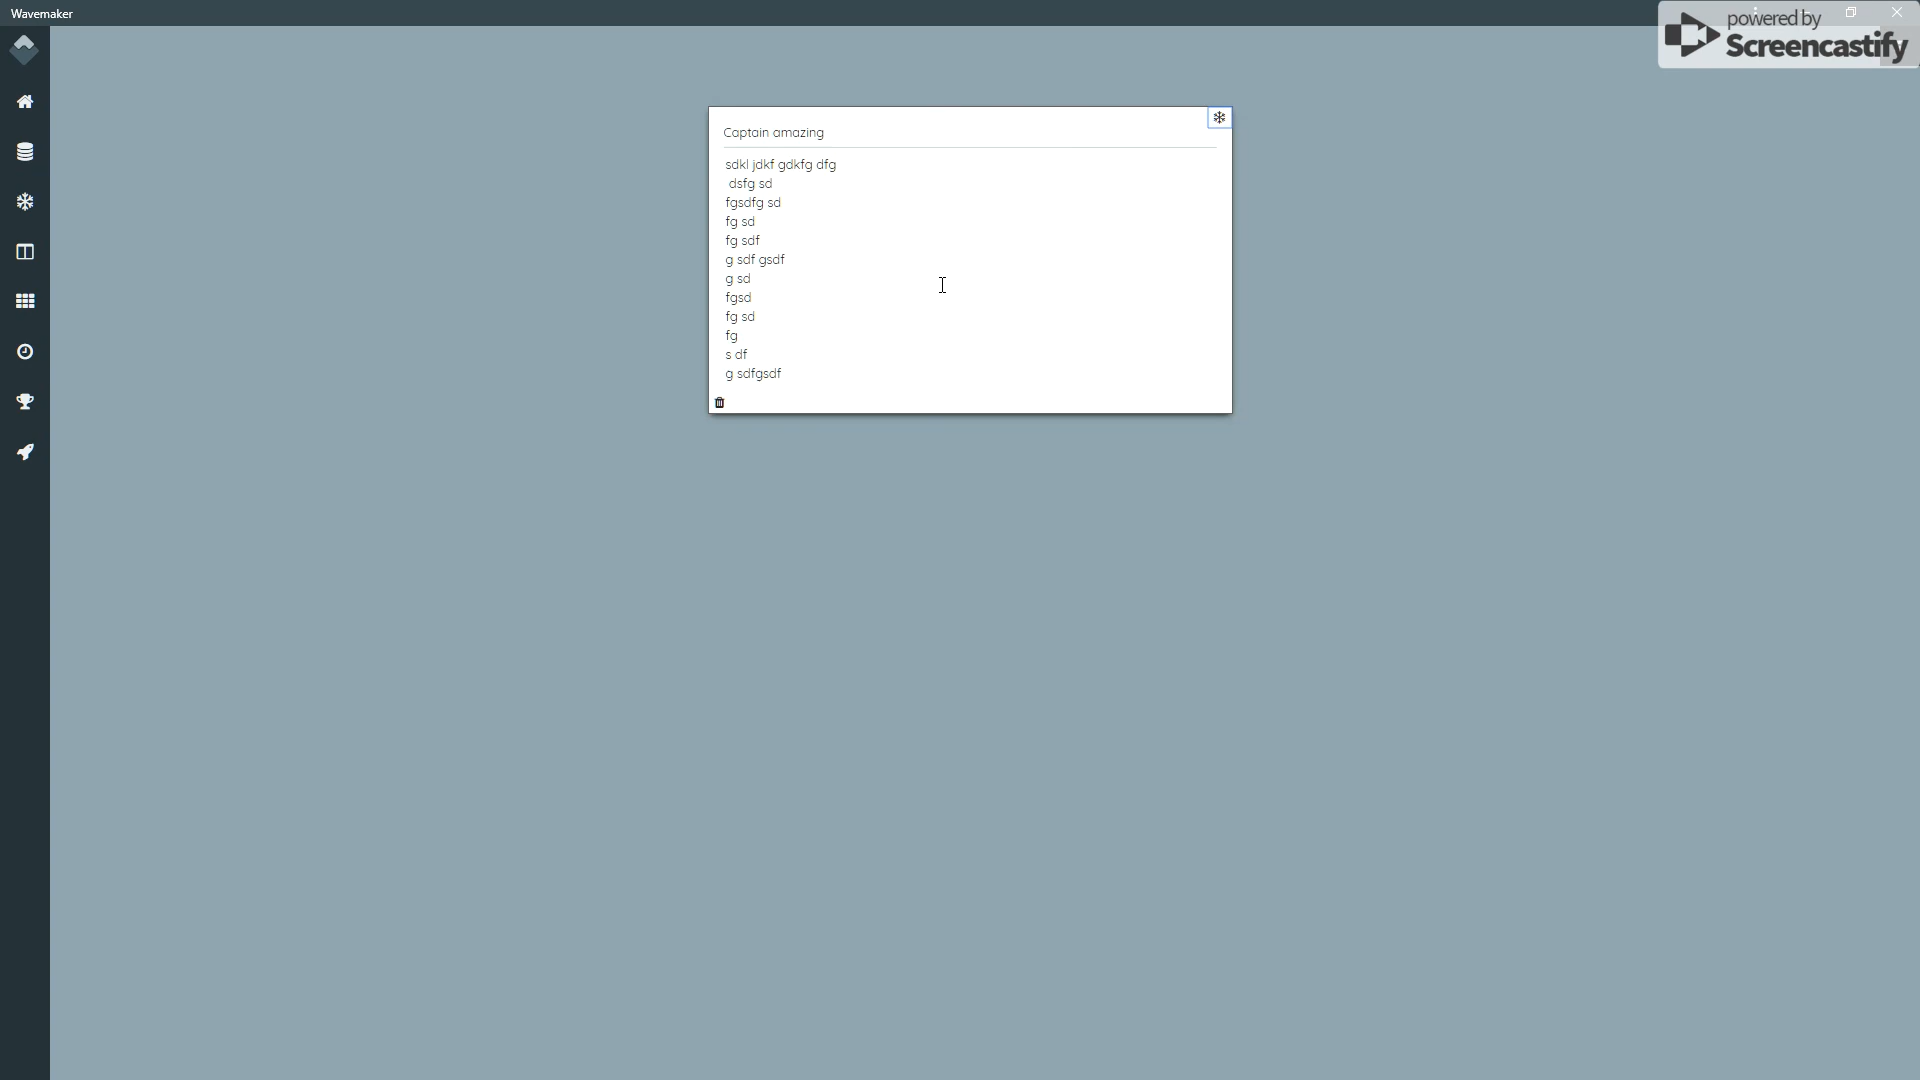 Wavemaker
powered by
Screencastify
Captain amazing
sdkl jdkf gdkfg dfg
dsfg sd
fgsdfg sd
fg sd
fg sdf
g sdf gsdf
g sd
fgsd
fg sd
fg
s df
g sdfgsdf